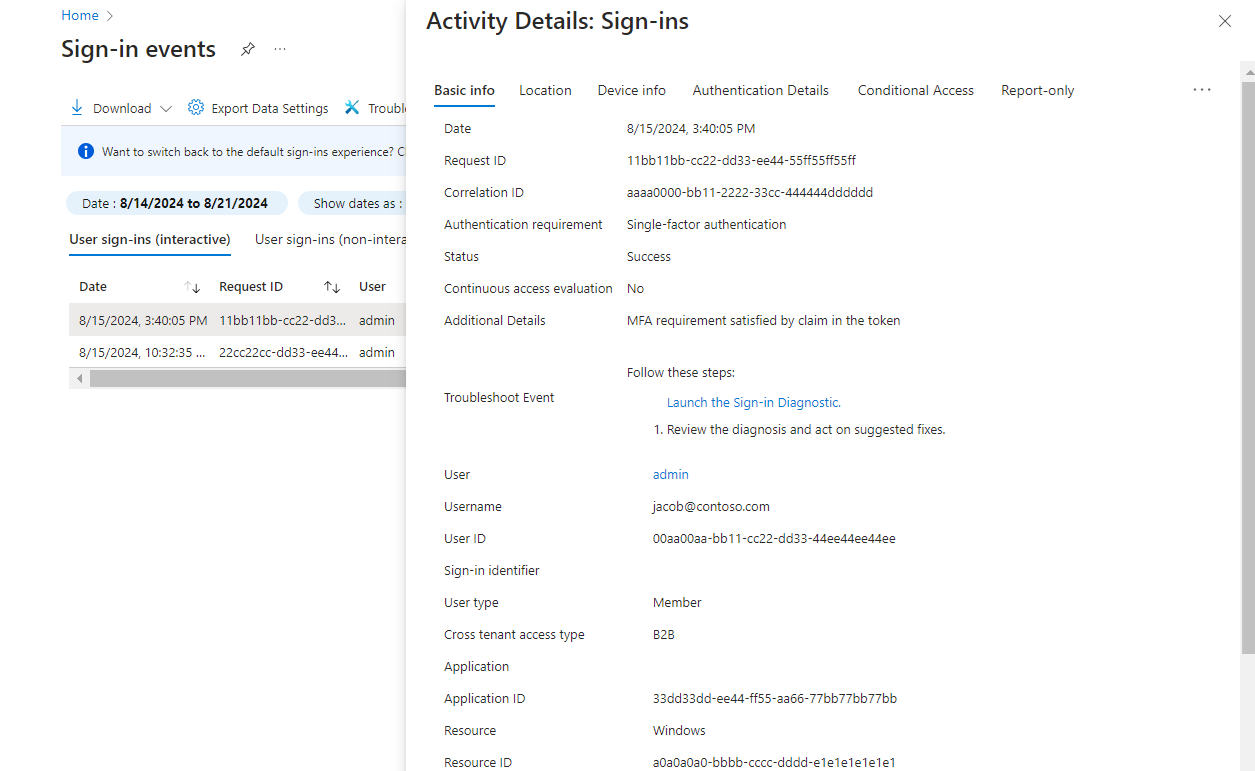 Home
Sign-in events
Download
Export Data Settings
Want to switch back to the default sign-ins experience? C
Date : 8/14/2024 to 8/21/2024
Show dates as :
User sign-ins (interactive)
User sign-ins (non-intera
Date
Request ID
User
8/15/2024, 3:40:05 PM 11bb11bb-cc22-dd3... admin
8/15/2024, 10:32:35 ... 22cc22cc-dd33-ee44... admin
Activity Details: Sign-ins
Basic info
Location
Device info
Authentication Details
Conditional Access
Report-only
Date 8/15/2024, 3:40:05 PM
Request ID 11bb11bb-cc22-dd33-ee44-55ff55ff55ff
Correlation ID aaaa0000-bb11-2222-33cc-444444dddddd
Authentication requirement Single-factor authentication
Status Success
Continuous access evaluation No
Additional Details MFA requirement satisfied by claim in the token
Follow these steps:
Troubleshoot Event
Launch the Sign-in Diagnostic.
1. Review the diagnosis and act on suggested fixes.
User admin
Username jacob@contoso.com
User ID 00aa00aa-bb11-cc22-dd33-44ee44ee44ee
Sign-in identifier
User type Member
Cross tenant access type B2B
Application
Application ID 33dd33dd-ee44-ff55-aa66-77bb77bb77bb
Resource Windows
Resource ID a0a0a0a0-bbbb-cccc-dddd-e1e1e1e1e1e1